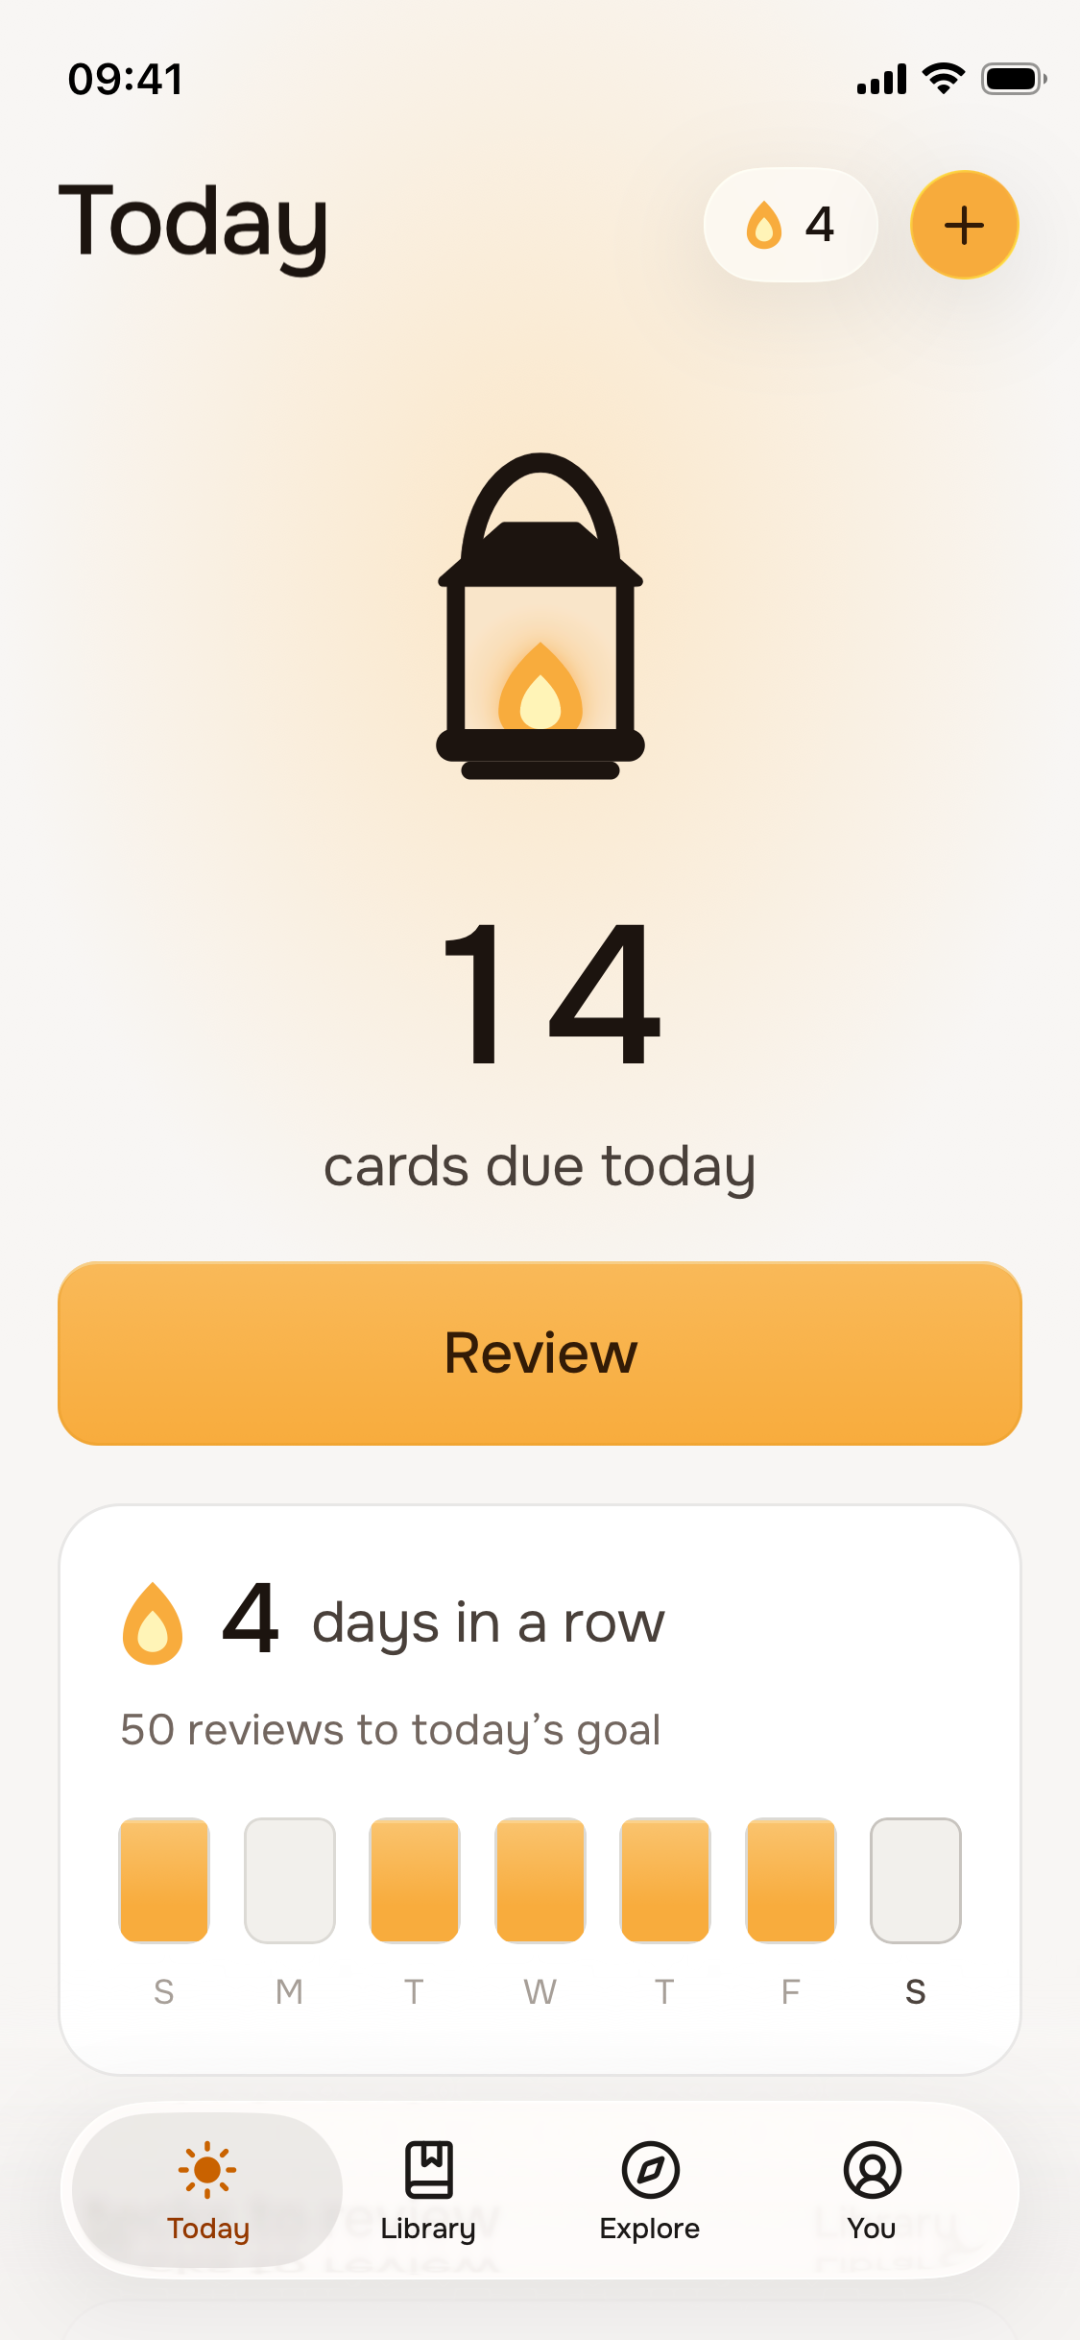 09:41
Today
4
14
cards due today
Review
4 days in a row
50 reviews to today’s goal
S M T W T F S
Today Library Explore You